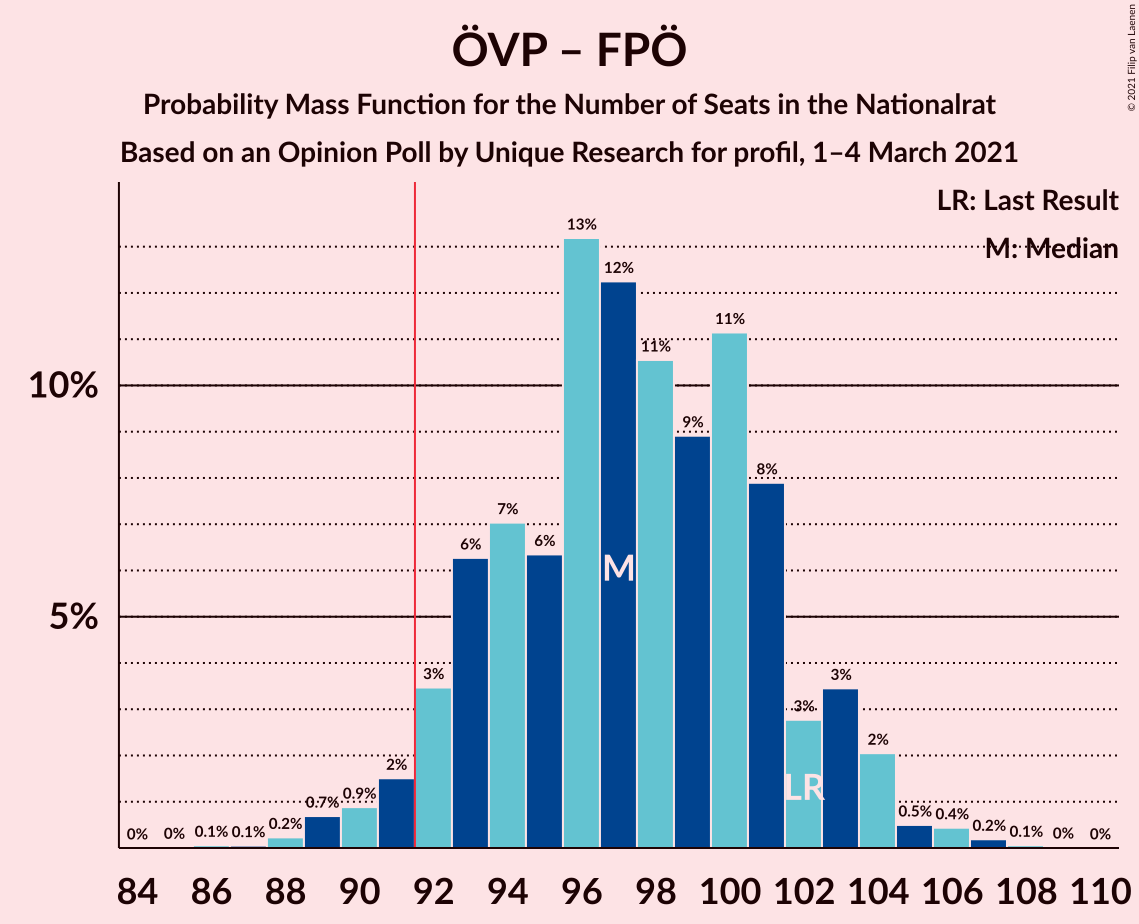 © 2021 Filip van Laenen
ÖVP – FPÖ
Probability Mass Function for the Number of Seats in the Nationalrat
Based on an Opinion Poll by Unique Research for profil, 1–4 March 2021
LR: Last Result
M: Median
10%
5%
0% 0% 0.1% 0.1% 0.2% 0.7% 0.9% 2% 3% 6% 7% 6% 13% 12% 11% 9% 11% 8% 3% 3% 2% 0.5% 0.4% 0.2% 0.1% 0% 0%
M
LR
84 86 88 90 92 94 96 98 100 102 104 106 108 110